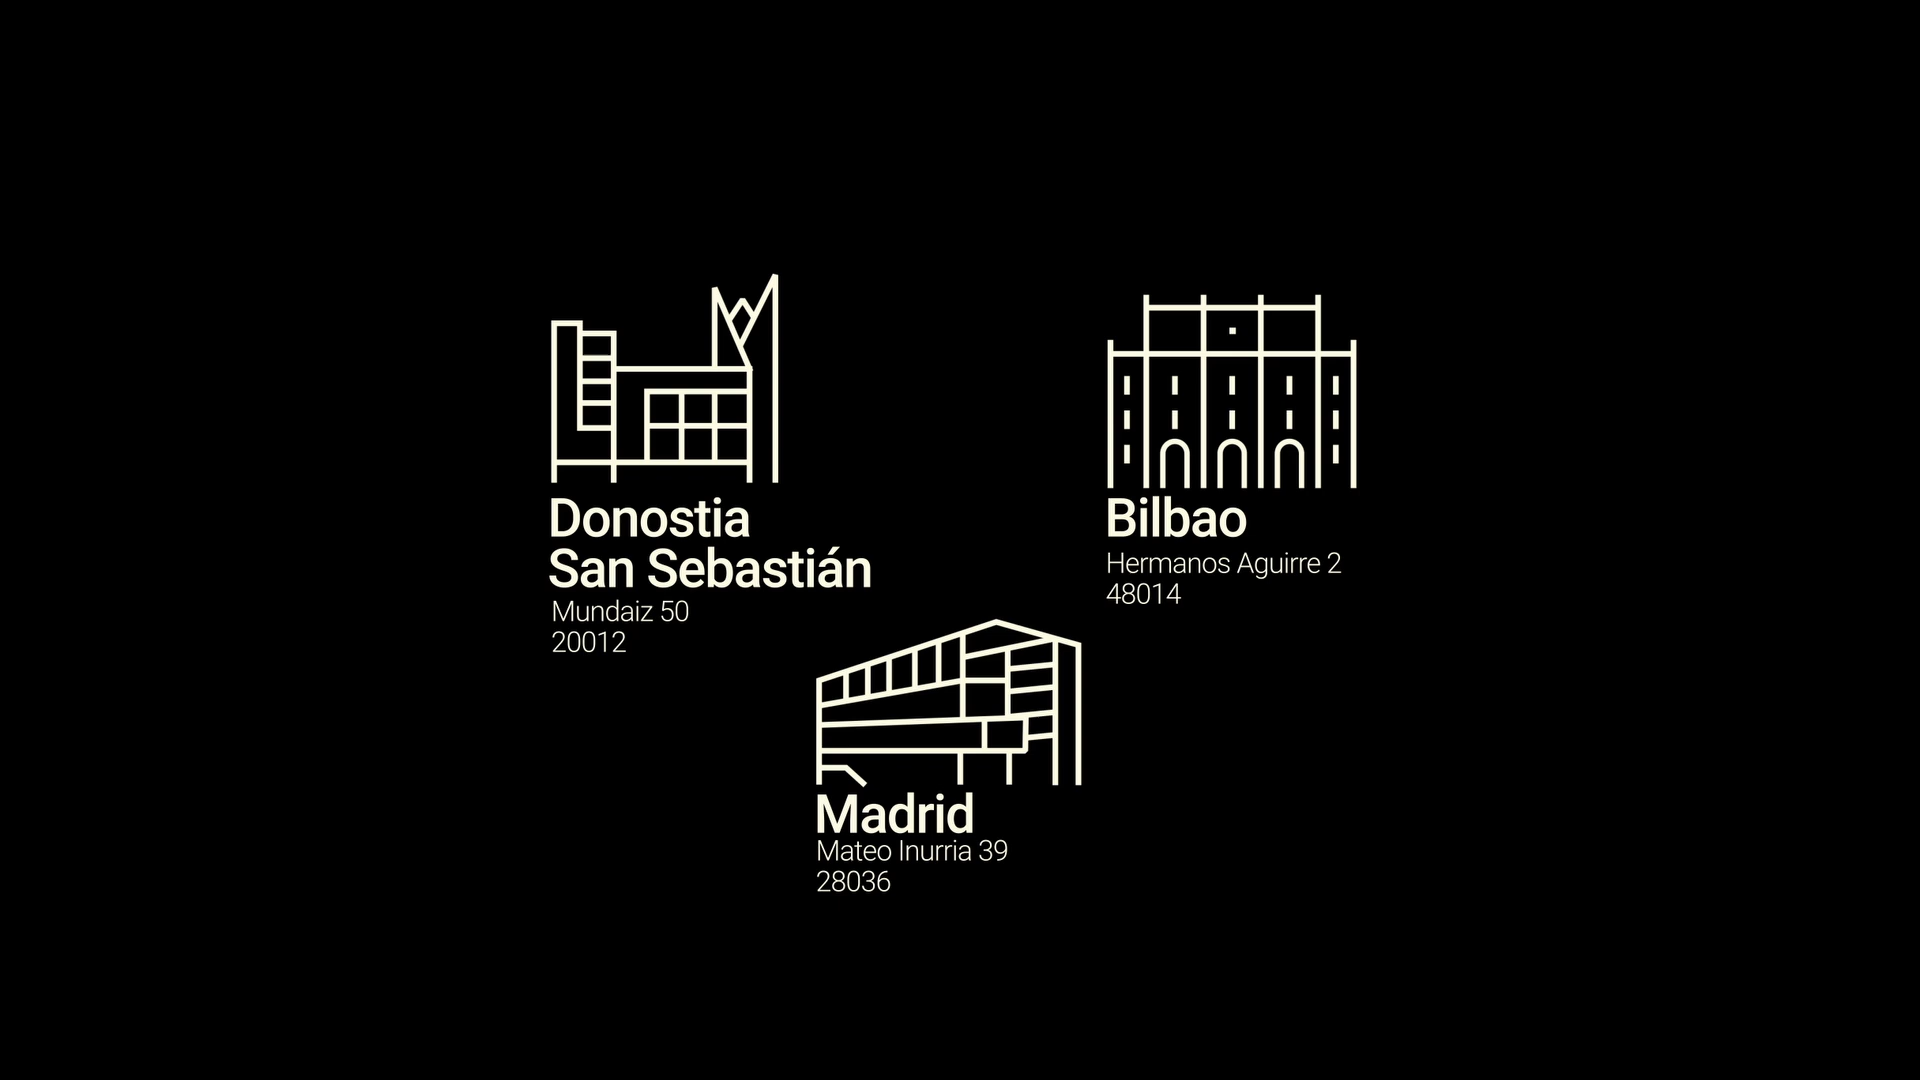 Donostia
San Sebastián
Mundaiz 50
20012
Bilbao
Hermanos Aguirre 2
48014
Madrid
Mateo Inurria 39
28036